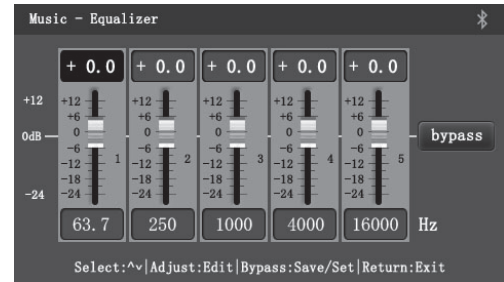 Music - Equalizer
+ 0.0 + 0.0 + 0.0 + 0.0 + 0.0
+12 +12 +12 +12 +12 +12
+6 +6 +6 +6 +6
0dB 0 0 0 0 0 bypass
-6 -6 -6 -6 -6
1 2 3 4 5
-12 -12 -12 -12 -12
-18 -18 -18 -18 -18
-24 -24 -24 -24 -24 -24
63.7 250 1000 4000 16000 Hz
Select:^v|Adjust:Edit|Bypass:Save/Set|Return:Exit